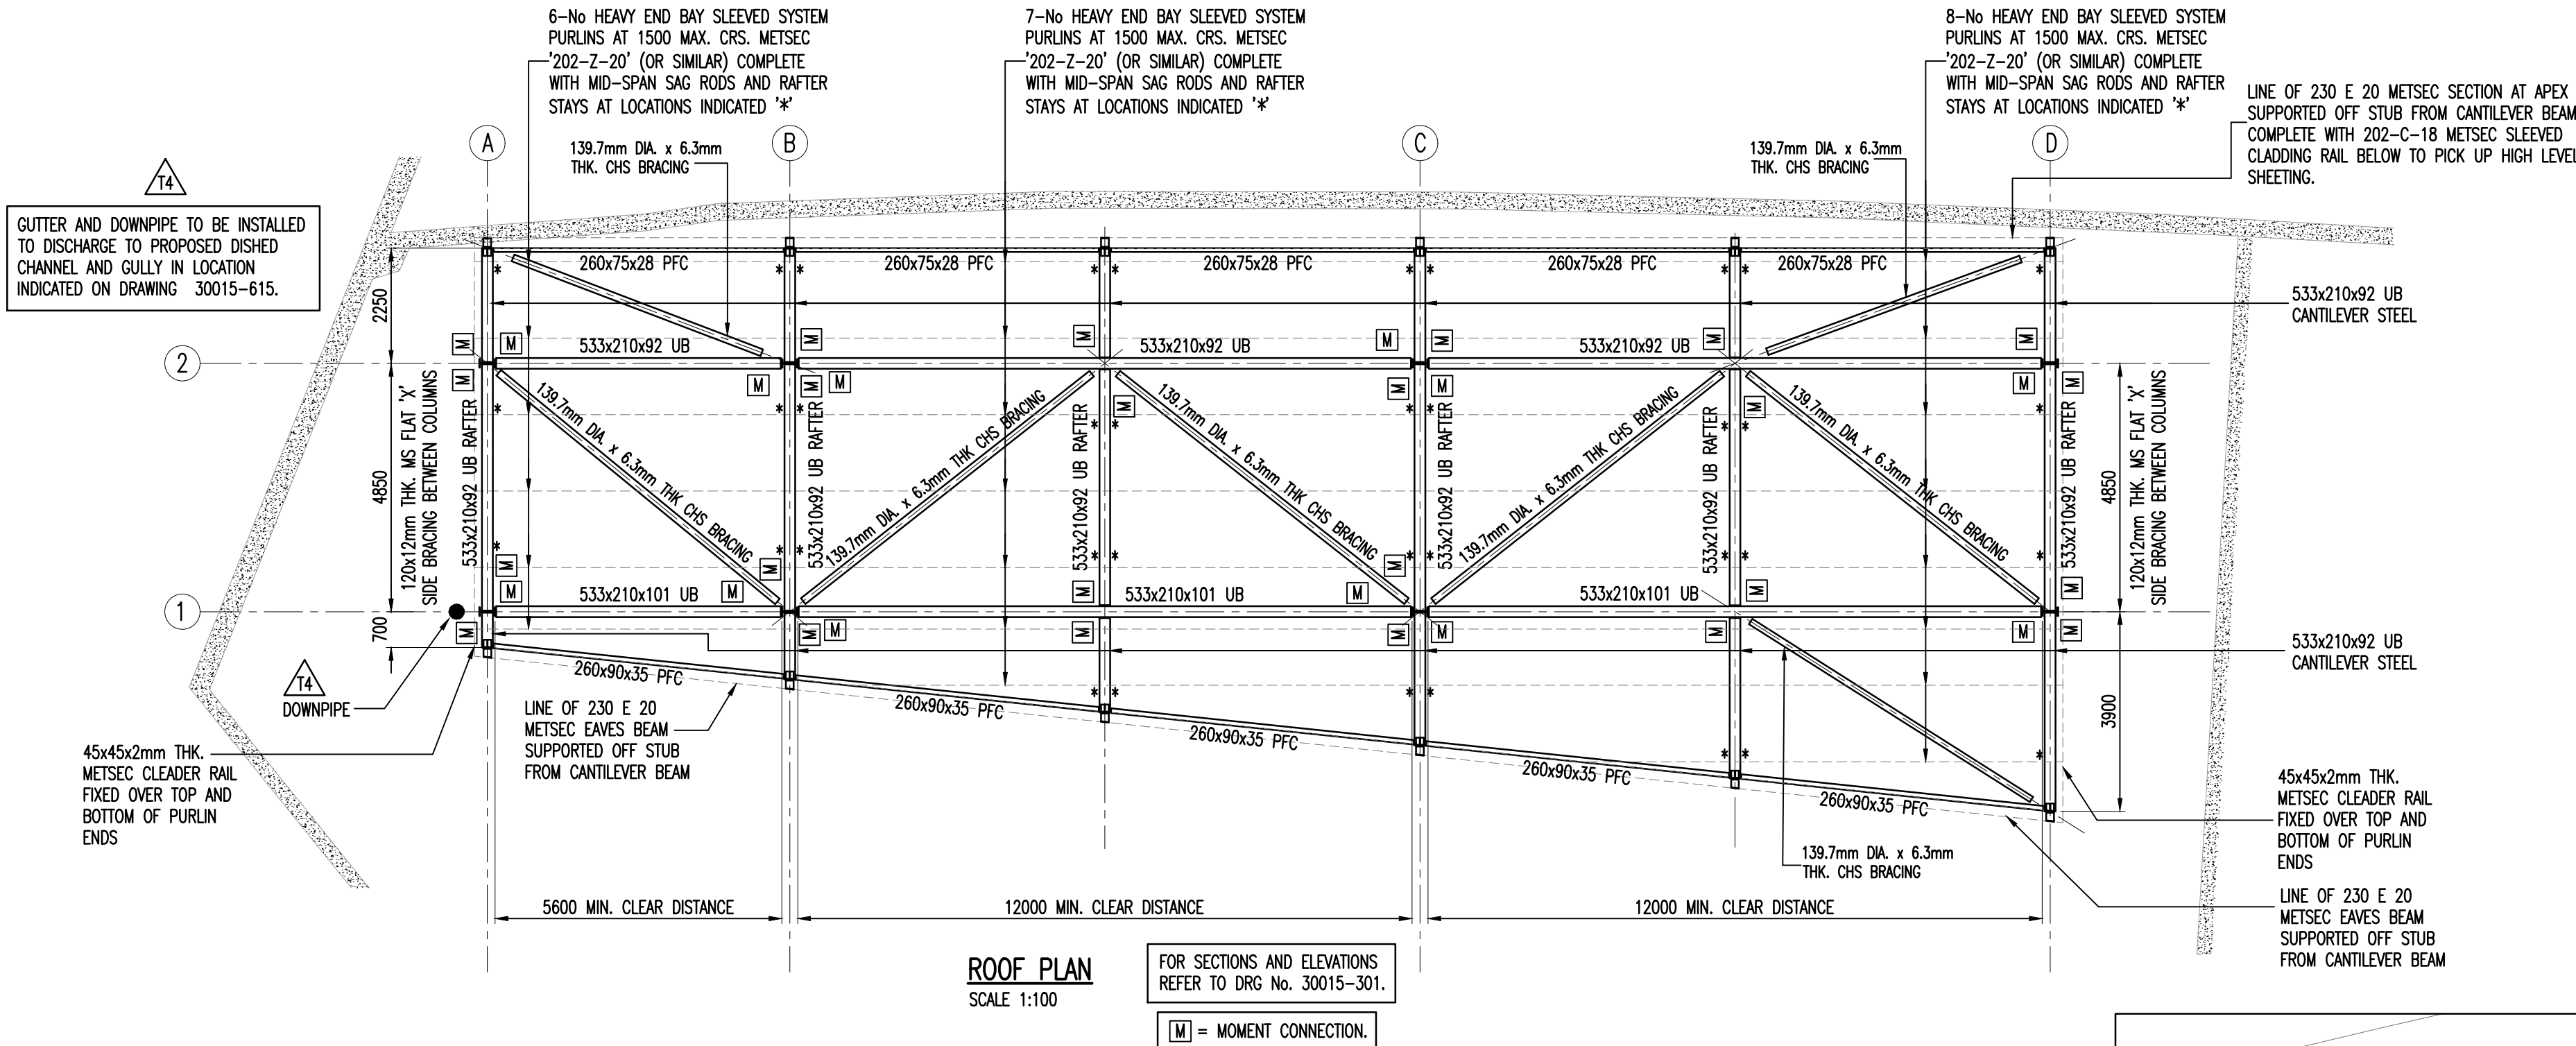 6-No HEAVY END BAY SLEEVED SYSTEM
PURLINS AT 1500 MAX. CRS. METSEC
'202-Z-20' (OR SIMILAR) COMPLETE
WITH MID-SPAN SAG RODS AND RAFTER
STAYS AT LOCATIONS INDICATED '*'
7-No HEAVY END BAY SLEEVED SYSTEM
PURLINS AT 1500 MAX. CRS. METSEC
'202-Z-20' (OR SIMILAR) COMPLETE
WITH MID-SPAN SAG RODS AND RAFTER
STAYS AT LOCATIONS INDICATED '*'
8-No HEAVY END BAY SLEEVED SYSTEM
PURLINS AT 1500 MAX. CRS. METSEC
'202-Z-20' (OR SIMILAR) COMPLETE
WITH MID-SPAN SAG RODS AND RAFTER
STAYS AT LOCATIONS INDICATED '*'
LINE OF 230 E 20 METSEC SECTION AT APEX
SUPPORTED OFF STUB FROM CANTILEVER BEAM
COMPLETE WITH 202-C-18 METSEC SLEEVED
CLADDING RAIL BELOW TO PICK UP HIGH LEVEL
SHEETING.
A
B
C
D
139.7mm DIA. x 6.3mm
THK. CHS BRACING
139.7mm DIA. x 6.3mm
THK. CHS BRACING
T4
GUTTER AND DOWNPIPE TO BE INSTALLED
TO DISCHARGE TO PROPOSED DISHED
CHANNEL AND GULLY IN LOCATION
INDICATED ON DRAWING 30015-615.
260x75x28 PFC
260x75x28 PFC
260x75x28 PFC
260x75x28 PFC
260x75x28 PFC
* * * * * * * * * *
2250
533x210x92 UB
CANTILEVER STEEL
M M M M M M M M M
533x210x92 UB
533x210x92 UB
533x210x92 UB
2
M M M M M M M M M M M
4850
120x12mm THK. MS FLAT 'X'
SIDE BRACING BETWEEN COLUMNS
533x210x92 UB RAFTER
139.7mm DIA. x 6.3mm THK CHS BRACING
533x210x92 UB RAFTER
139.7mm DIA. x 6.3mm THK CHS BRACING
533x210x92 UB RAFTER
139.7mm DIA. x 6.3mm THK CHS BRACING
533x210x92 UB RAFTER
139.7mm DIA. x 6.3mm THK CHS BRACING
533x210x92 UB RAFTER
139.7mm DIA. x 6.3mm THK CHS BRACING
533x210x92 UB RAFTER
4850
120x12mm THK. MS FLAT 'X'
SIDE BRACING BETWEEN COLUMNS
* * * * * * * * * *
* * * * * * * * * *
M M M M M M M M M
533x210x101 UB
533x210x101 UB
533x210x101 UB
1
M M M M M M M M M
700
533x210x92 UB
CANTILEVER STEEL
3900
260x90x35 PFC
260x90x35 PFC
260x90x35 PFC
260x90x35 PFC
260x90x35 PFC
* * * * * * *
T4
DOWNPIPE
LINE OF 230 E 20
METSEC EAVES BEAM
SUPPORTED OFF STUB
FROM CANTILEVER BEAM
45x45x2mm THK.
METSEC CLEADER RAIL
FIXED OVER TOP AND
BOTTOM OF PURLIN
ENDS
45x45x2mm THK.
METSEC CLEADER RAIL
FIXED OVER TOP AND
BOTTOM OF PURLIN
ENDS
139.7mm DIA. x 6.3mm
THK. CHS BRACING
LINE OF 230 E 20
METSEC EAVES BEAM
SUPPORTED OFF STUB
FROM CANTILEVER BEAM
5600 MIN. CLEAR DISTANCE
12000 MIN. CLEAR DISTANCE
12000 MIN. CLEAR DISTANCE
ROOF PLAN
SCALE 1:100
FOR SECTIONS AND ELEVATIONS
REFER TO DRG No. 30015-301.
M = MOMENT CONNECTION.